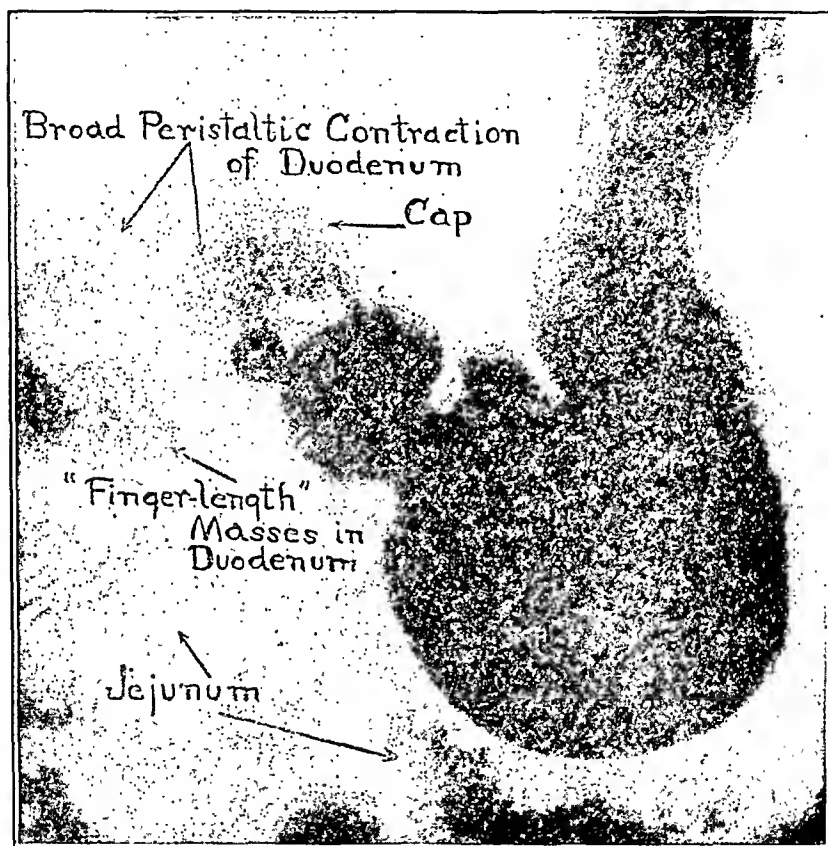 Broad Peristaltic Contraction
of Duodenum
Cap
"Finger-length"
Masses in
Duodenum
Jejunum